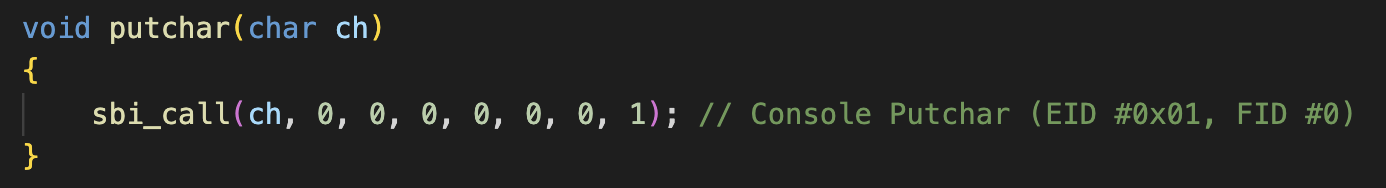 void putchar(char ch)
{
    sbi_call(ch, 0, 0, 0, 0, 0, 0, 1); // Console Putchar (EID #0x01, FID #0)
}